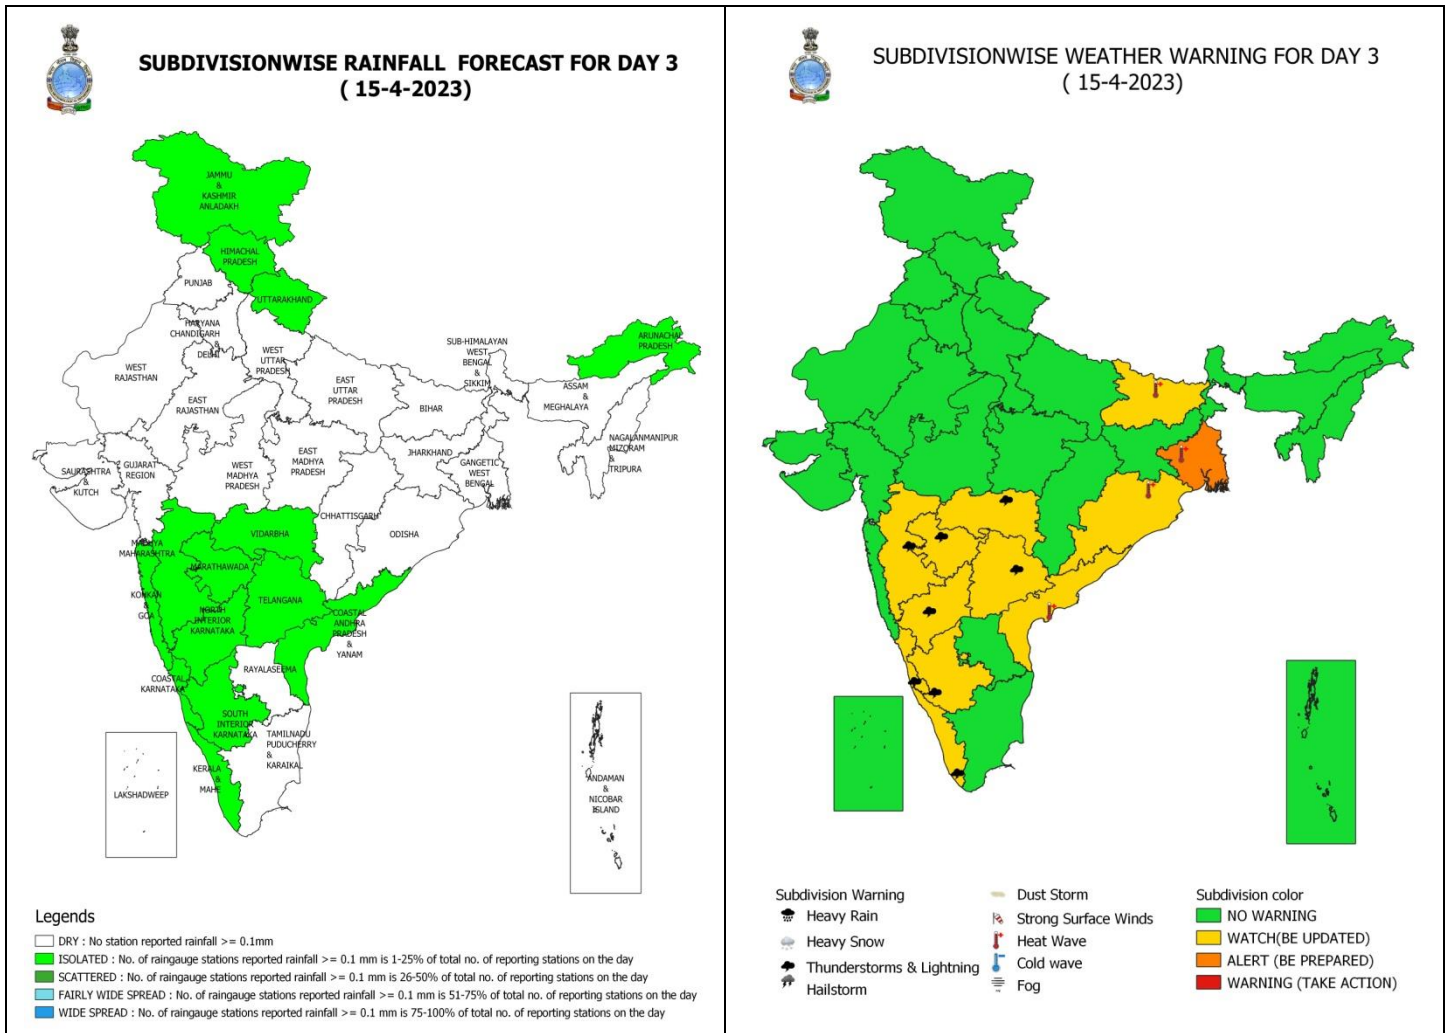 SUBDIVISIONWISE RAINFALL FORECAST FOR DAY 3
( 15-4-2023)
JAMMU
&
KASHMIR
ANLADAKH
HIMACHAL
PRADESH
PUNJAB
UTTARAKHAND
HARYANA
CHANDIGARH
&
DELHI
WEST
UTTAR
PRADESH
SUB-HIMALAYAN
WEST
BENGAL
&
SIKKIM
ARUNACHAL
PRADESH
WEST
RAJASTHAN
EAST
RAJASTHAN
EAST
UTTAR
PRADESH
BIHAR
ASSAM
&
MEGHALAYA
NAGALANMANIPUR
MIZORAM
&
TRIPURA
SAURASHTRA
&
KUTCH
GUJARAT
REGION
WEST
MADHYA
PRADESH
EAST
MADHYA
PRADESH
JHARKHAND
GANGETIC
WEST
BENGAL
CHHATTISGARH
ODISHA
VIDARBHA
MADHYA
MAHARASHTRA
MARATHAWADA
TELANGANA
KONKAN
&
GOA
NORTH
INTERIOR
KARNATAKA
COASTAL
ANDHRA
PRADESH
&
YANAM
RAYALASEEMA
COASTAL
KARNATAKA
SOUTH
INTERIOR
KARNATAKA
TAMILNADU
PUDUCHERRY
&
KARAIKAL
KERALA
&
MAHE
LAKSHADWEEP
ANDAMAN
&
NICOBAR
ISLAND
Legends
DRY : No station reported rainfall >= 0.1mm
ISOLATED : No. of raingauge stations reported rainfall >= 0.1 mm is 1-25% of total no. of reporting stations on the day
SCATTERED : No. of raingauge stations reported rainfall >= 0.1 mm is 26-50% of total no. of reporting stations on the day
FAIRLY WIDE SPREAD : No. of raingauge stations reported rainfall >= 0.1 mm is 51-75% of total no. of reporting stations on the day
WIDE SPREAD : No. of raingauge stations reported rainfall >= 0.1 mm is 75-100% of total no. of reporting stations on the day
SUBDIVISIONWISE WEATHER WARNING FOR DAY 3
( 15-4-2023)
Subdivision Warning
Heavy Rain
Heavy Snow
Thunderstorms & Lightning
Hailstorm
Dust Storm
Strong Surface Winds
Heat Wave
Cold wave
Fog
Subdivision color
NO WARNING
WATCH(BE UPDATED)
ALERT (BE PREPARED)
WARNING (TAKE ACTION)